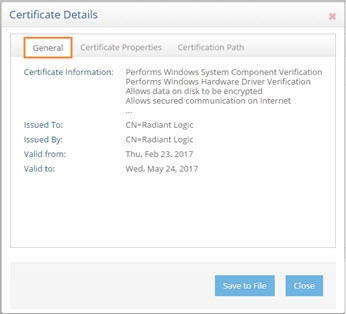 Certificate Details
General Certificate Properties Certification Path
Certificate Information: Performs Windows System Component Verification
Performs Windows Hardware Driver Verification
Allows data on disk to be encrypted
Allows secured communication on Internet
...
Issued To: CN=Radiant Logic
Issued By: CN=Radiant Logic
Valid from: Thu, Feb 23, 2017
Valid to: Wed, May 24, 2017
Save to File Close